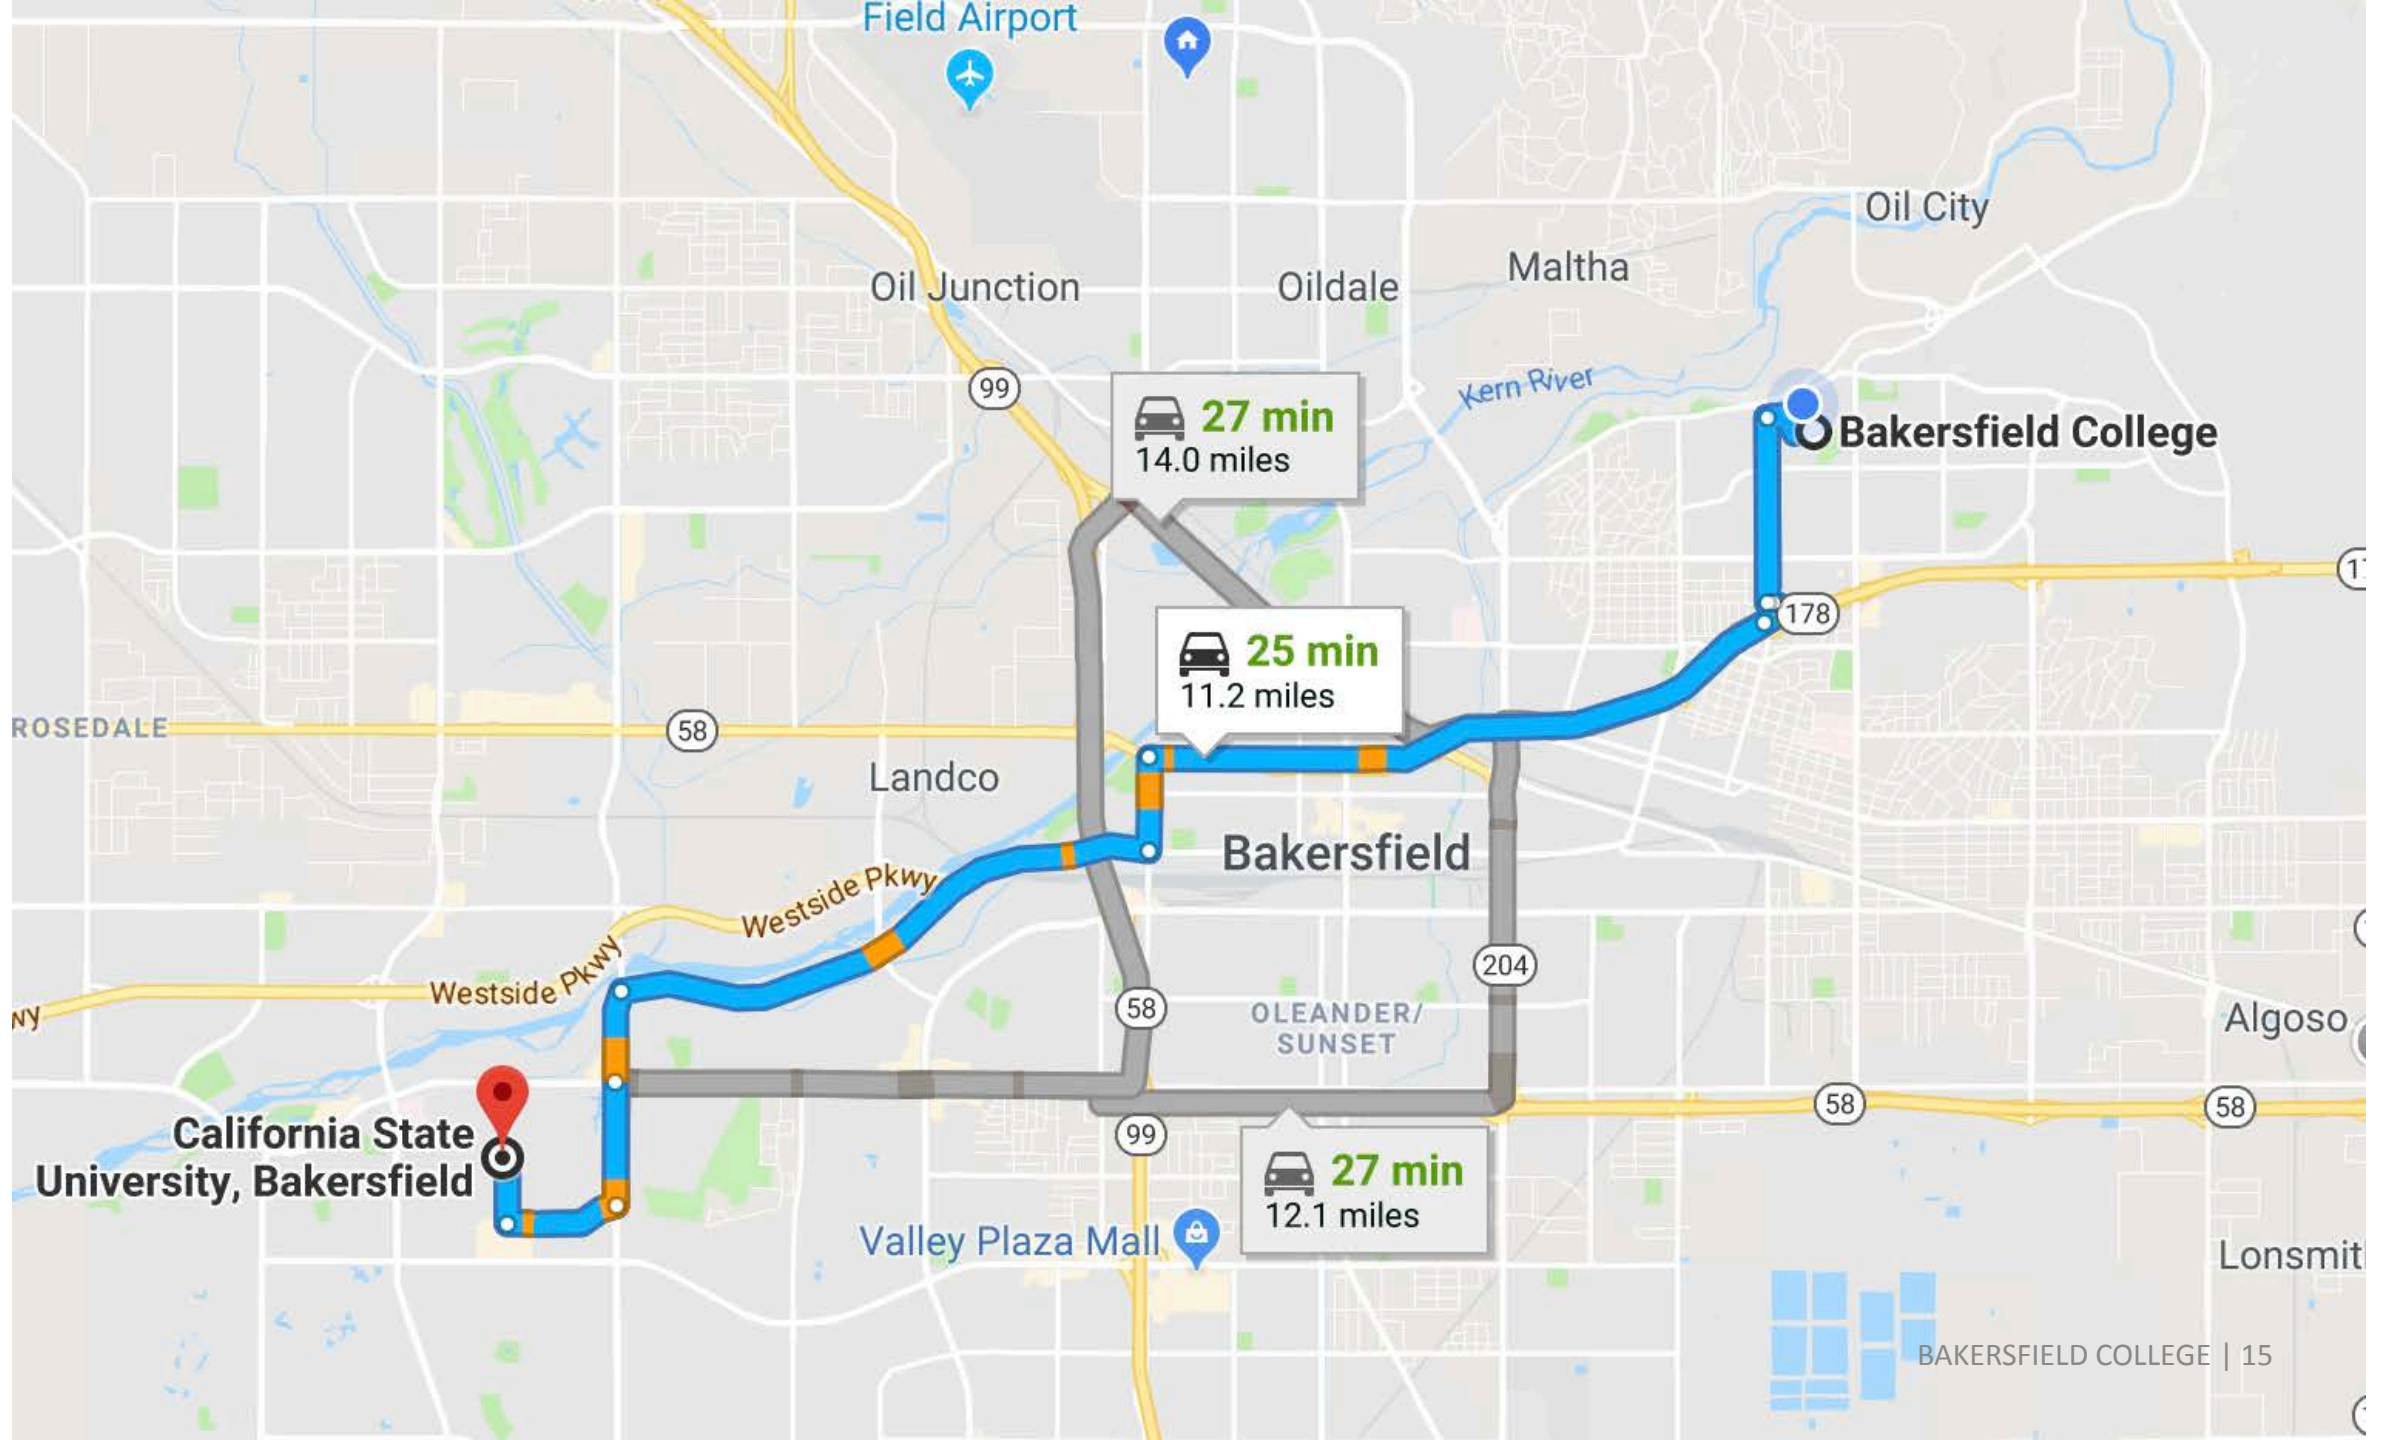 Field Airport
Oil City
Maltha
Oil Junction
Oildale
Kern River
99
27 min
14.0 miles
Bakersfield College
178
25 min
11.2 miles
ROSEDALE
58
Landco
Bakersfield
Westside Pkwy
Westside Pkwy
204
58
OLEANDER/
SUNSET
Algoso
58
58
99
California State
University, Bakersfield
27 min
12.1 miles
Valley Plaza Mall
BAKERSFIELD COLLEGE | 15